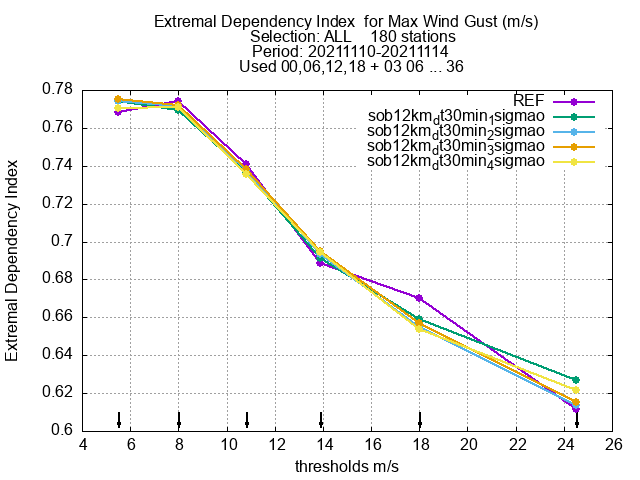 Extremal Dependency Index  for Max Wind Gust (m/s)
Selection: ALL    180 stations
Period: 20211110-20211114
Used 00,06,12,18 + 03 06 ... 36
REF
sob12km_dt30min_1sigmao
sob12km_dt30min_2sigmao
sob12km_dt30min_3sigmao
sob12km_dt30min_4sigmao
0.78
0.76
0.74
0.72
0.7
0.68
0.66
0.64
0.62
0.6
Extremal Dependency Index
4 6 8 10 12 14 16 18 20 22 24 26
thresholds m/s